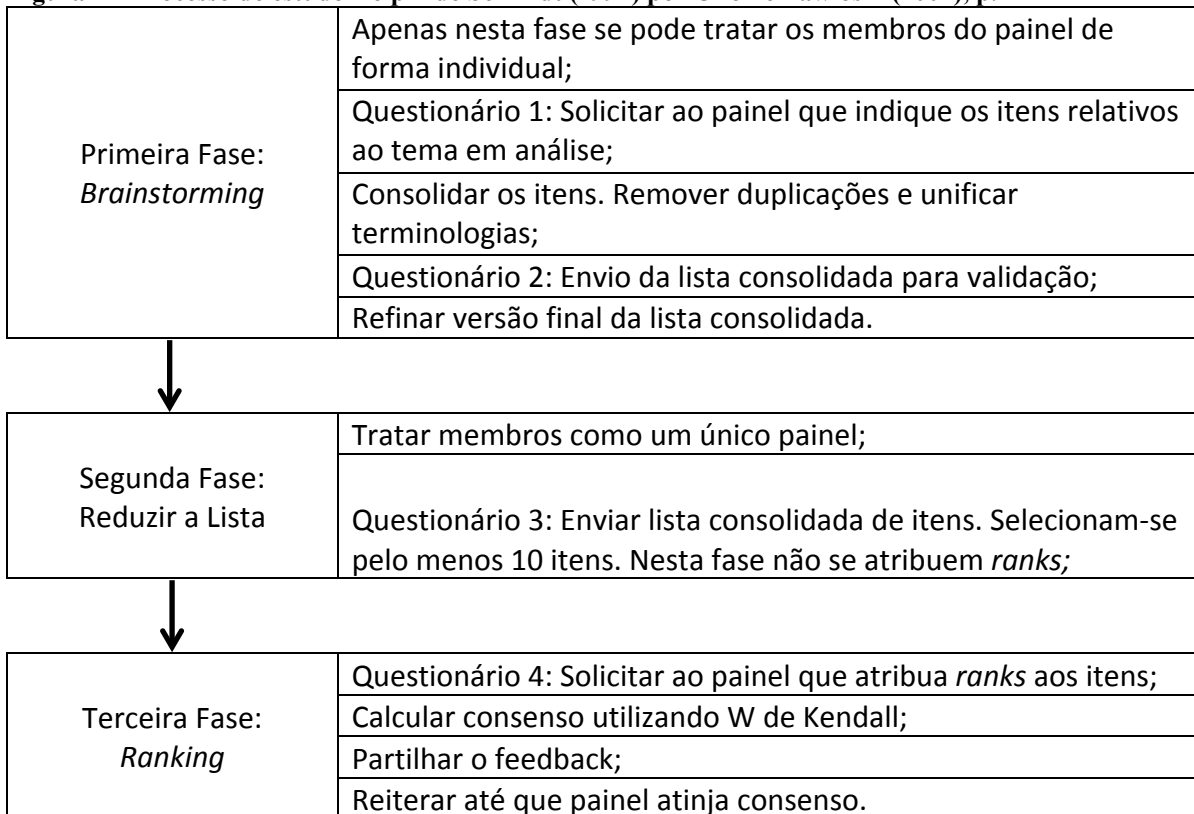 Apenas nesta fase se pode tratar os membros do painel de
forma individual;
Primeira Fase:
Brainstorming
Questionário 1: Solicitar ao painel que indique os itens relativos
ao tema em análise;
Consolidar os itens. Remover duplicações e unificar
terminologias;
Questionário 2: Envio da lista consolidada para validação;
Refinar versão final da lista consolidada.
Segunda Fase:
Reduzir a Lista
Tratar membros como um único painel;
Questionário 3: Enviar lista consolidada de itens. Selecionam-se
pelo menos 10 itens. Nesta fase não se atribuem ranks;
Terceira Fase:
Ranking
Questionário 4: Solicitar ao painel que atribua ranks aos itens;
Calcular consenso utilizando W de Kendall;
Partilhar o feedback;
Reiterar até que painel atinja consenso.